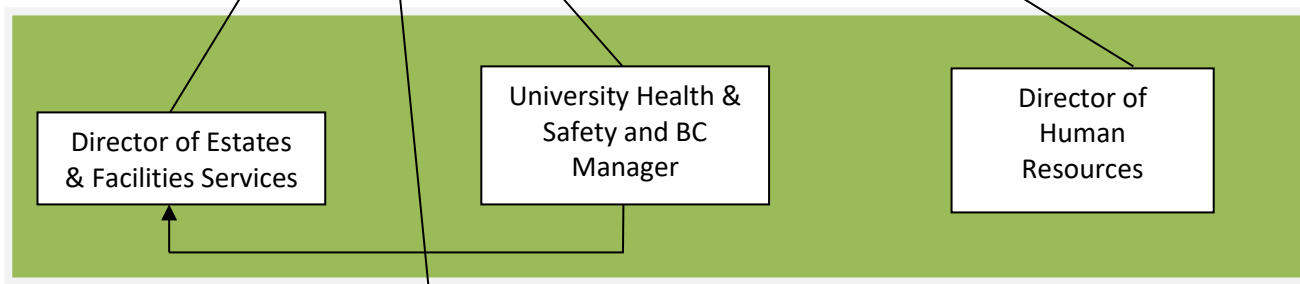 Director of Estates
& Facilities Services
University Health &
Safety and BC
Manager
Director of
Human
Resources